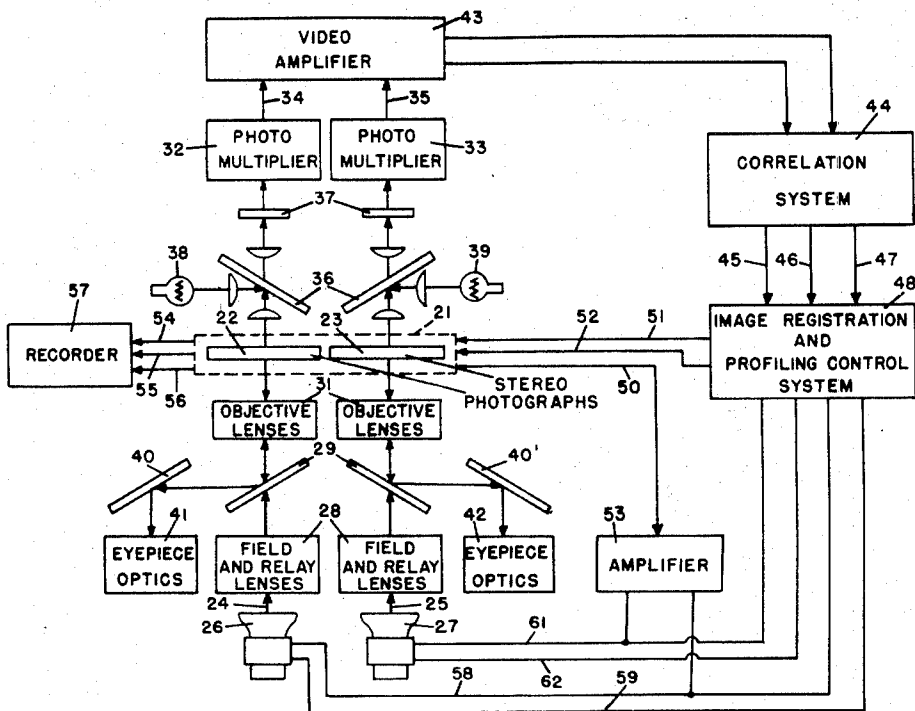 43
VIDEO
AMPLIFIER
34
35
44
32
PHOTO
MULTIPLIER
PHOTO
MULTIPLIER
33
CORRELATION
SYSTEM
37
38
39
45
46
47
48
36
57
RECORDER
54
55
56
22
23
21
52
51
50
IMAGE REGISTRATION
AND
PROFILING CONTROL
SYSTEM
STEREO
PHOTOGRAPHS
31
OBJECTIVE
LENSES
OBJECTIVE
LENSES
40
29
40'
41
EYEPIECE
OPTICS
28
FIELD
AND RELAY
LENSES
FIELD
AND RELAY
LENSES
42
EYEPIECE
OPTICS
53
AMPLIFIER
24
25
26
27
61
62
58
59